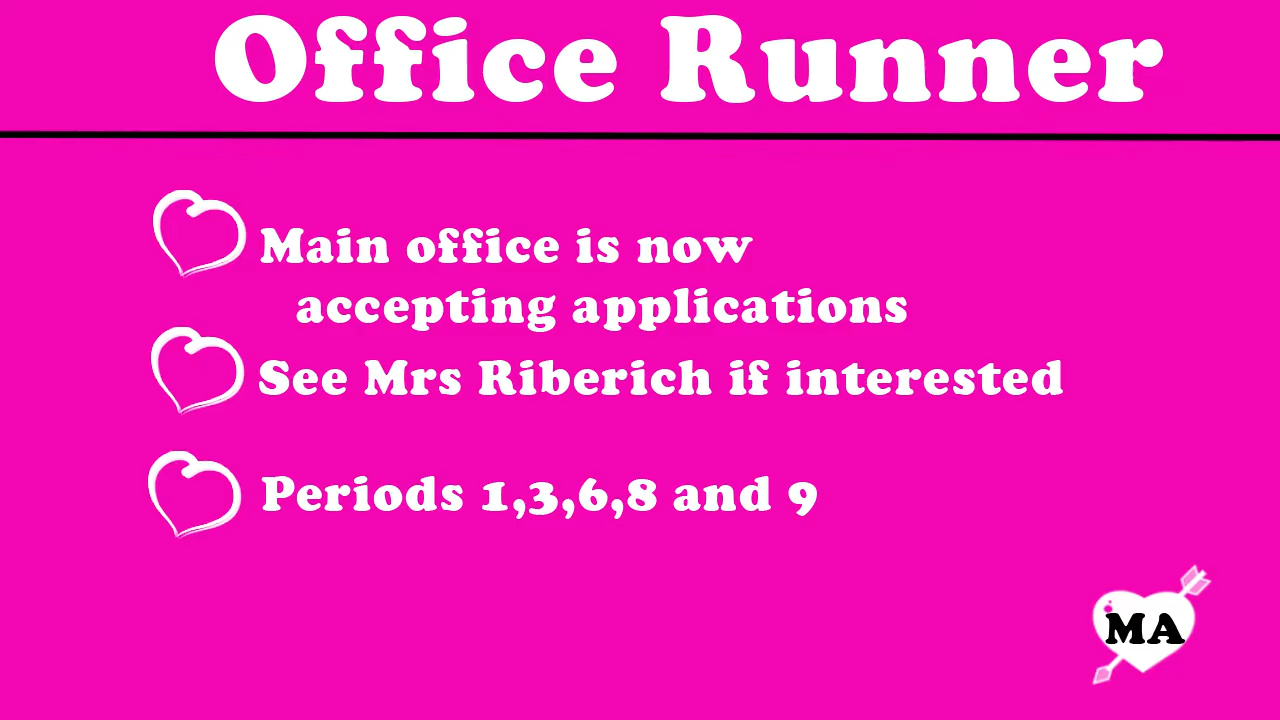 Office Runner
Main office is now
accepting applications
See Mrs Riberich if interested
Periods 1,3,6,8 and 9
MA